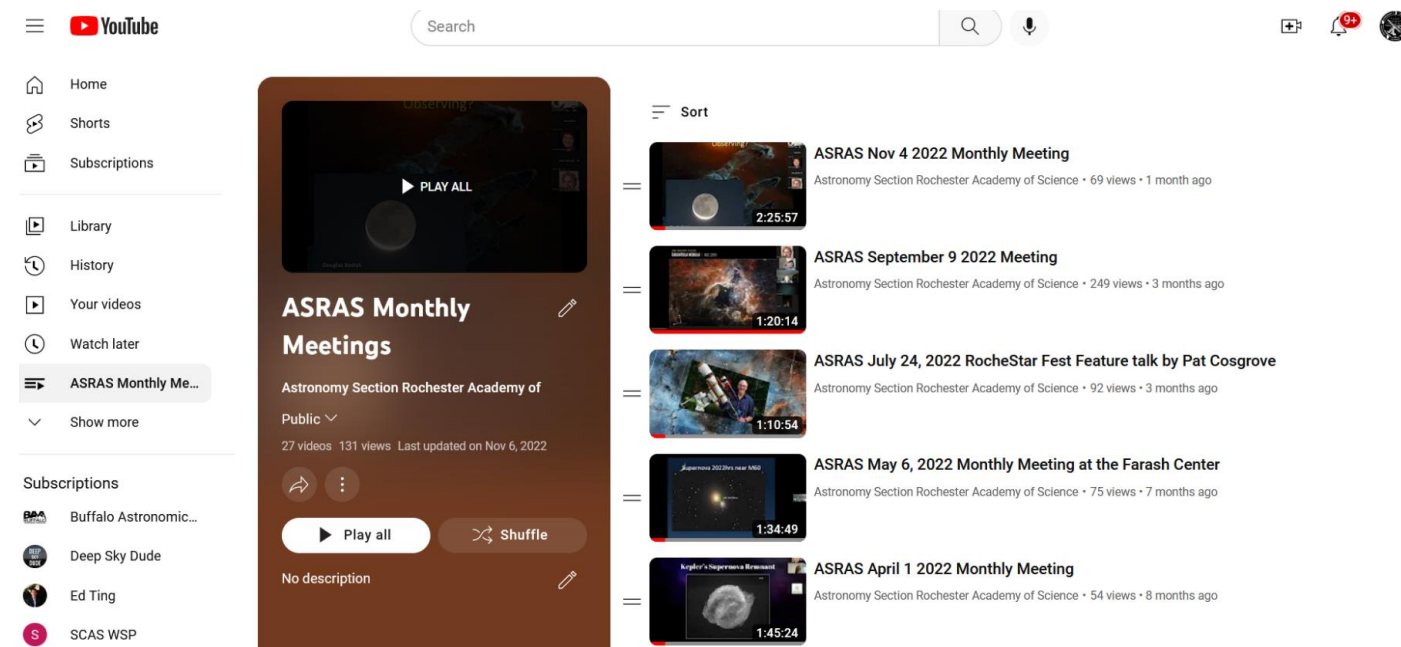 YouTube
Search
9+
Home
Shorts
Subscriptions
Library
History
Your videos
Watch later
ASRAS Monthly Me...
Show more
Subscriptions
BAA
Buffalo Astronomic...
DEEP SKY DUDE
Deep Sky Dude
Ed Ting
S
SCAS WSP
Observing?
PLAY ALL
ASRAS Monthly
Meetings
Astronomy Section Rochester Academy of
Public
27 videos 131 views Last updated on Nov 6, 2022
Play all
Shuffle
No description
Sort
Observing?
2:25:57
ASRAS Nov 4 2022 Monthly Meeting
Astronomy Section Rochester Academy of Science • 69 views • 1 month ago
1:20:14
ASRAS September 9 2022 Meeting
Astronomy Section Rochester Academy of Science • 249 views • 3 months ago
1:10:54
ASRAS July 24, 2022 RocheStar Fest Feature talk by Pat Cosgrove
Astronomy Section Rochester Academy of Science • 92 views • 3 months ago
Supernova 2022hrs near M60
1:34:49
ASRAS May 6, 2022 Monthly Meeting at the Farash Center
Astronomy Section Rochester Academy of Science • 75 views • 7 months ago
Kepler's Supernova Remnant
1:45:24
ASRAS April 1 2022 Monthly Meeting
Astronomy Section Rochester Academy of Science • 54 views • 8 months ago